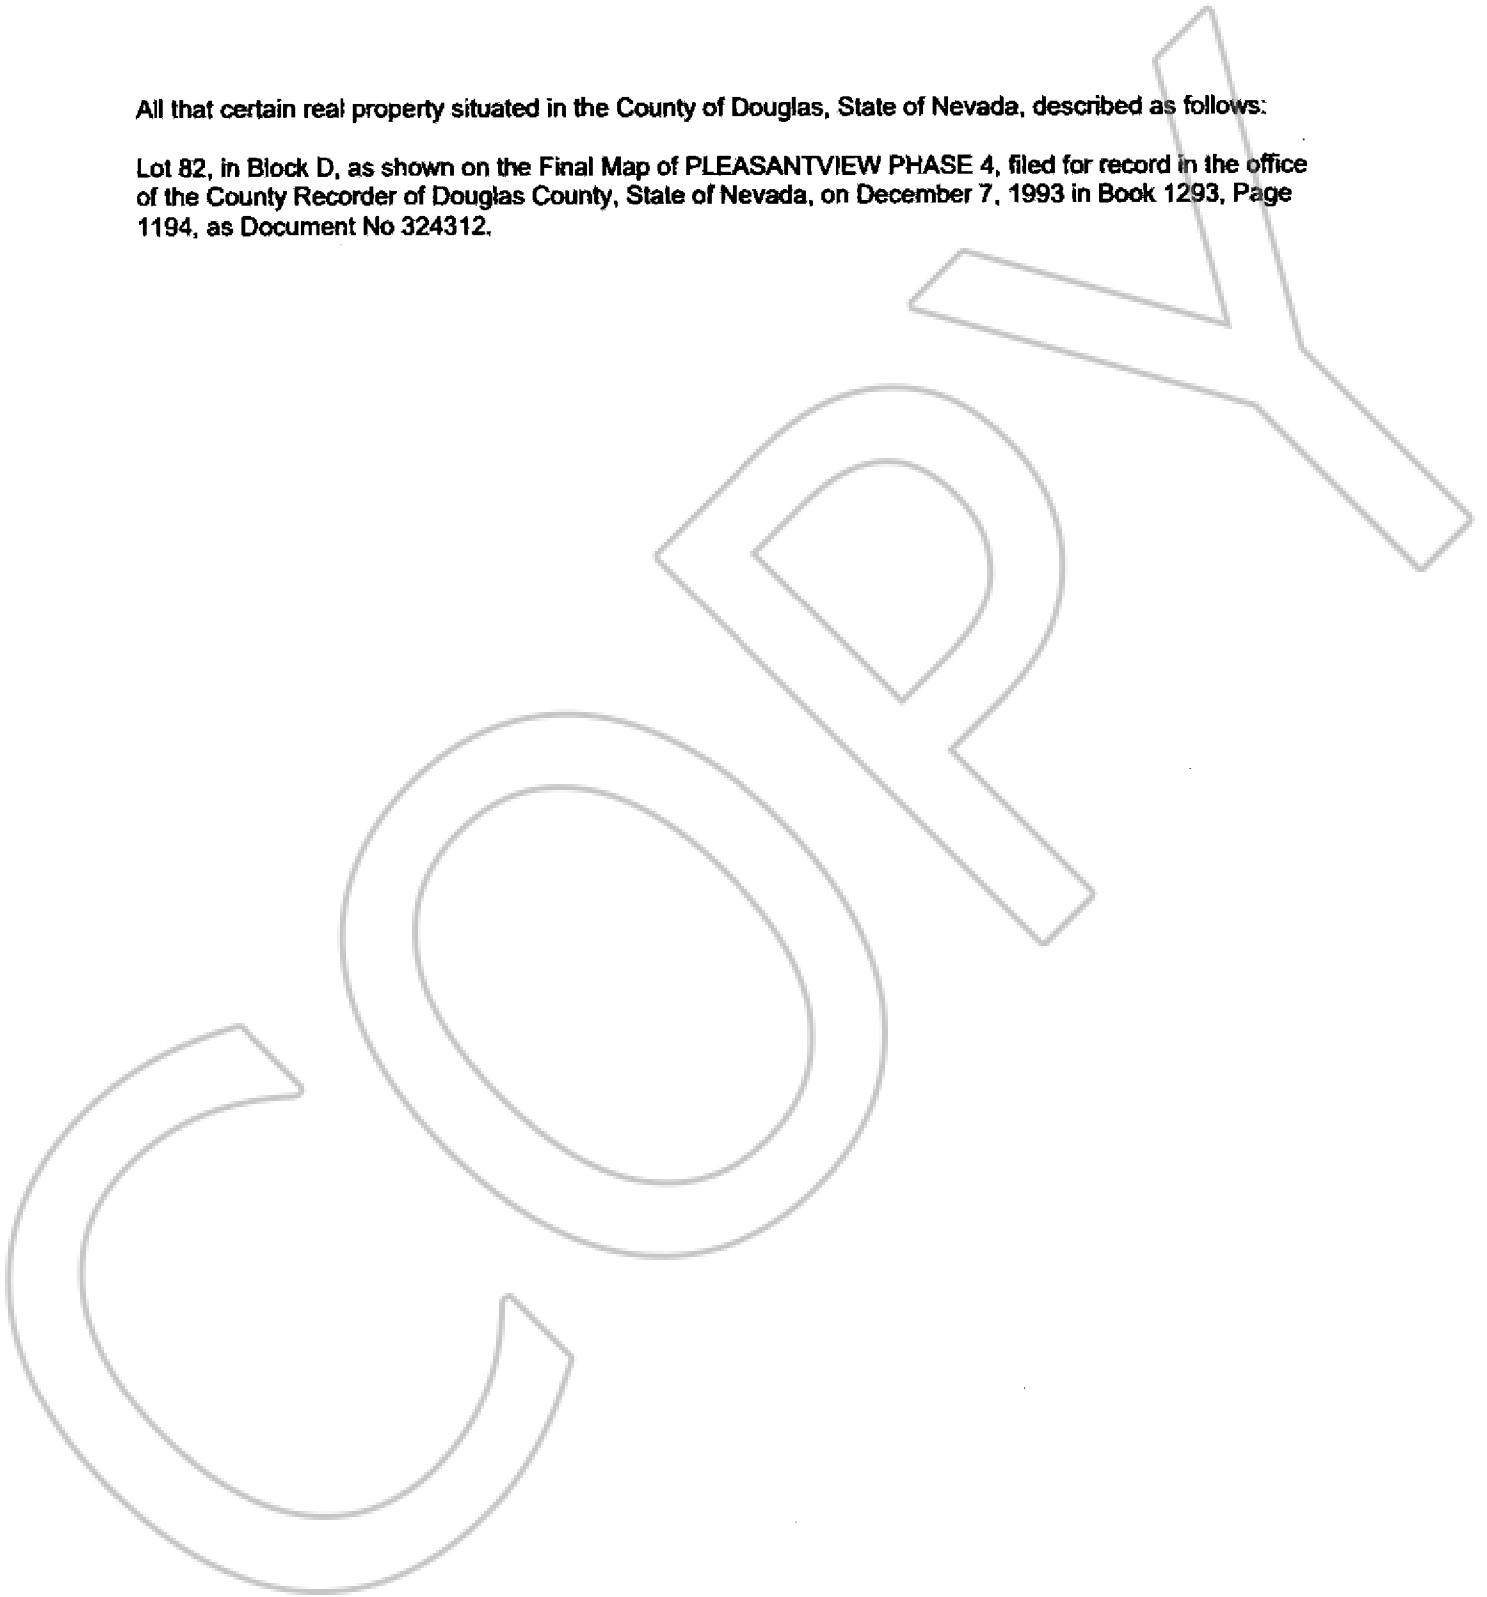 All that certain real property situated in the County of Douglas, State of Nevada, described as follows:
Lot 82, in Block D, as shown on the Final Map of PLEASANTVIEW PHASE 4, filed for record in the office
of the County Recorder of Douglas County, State of Nevada, on December 7, 1993 in Book 1293, Page
1194, as Document No 324312.
COPY